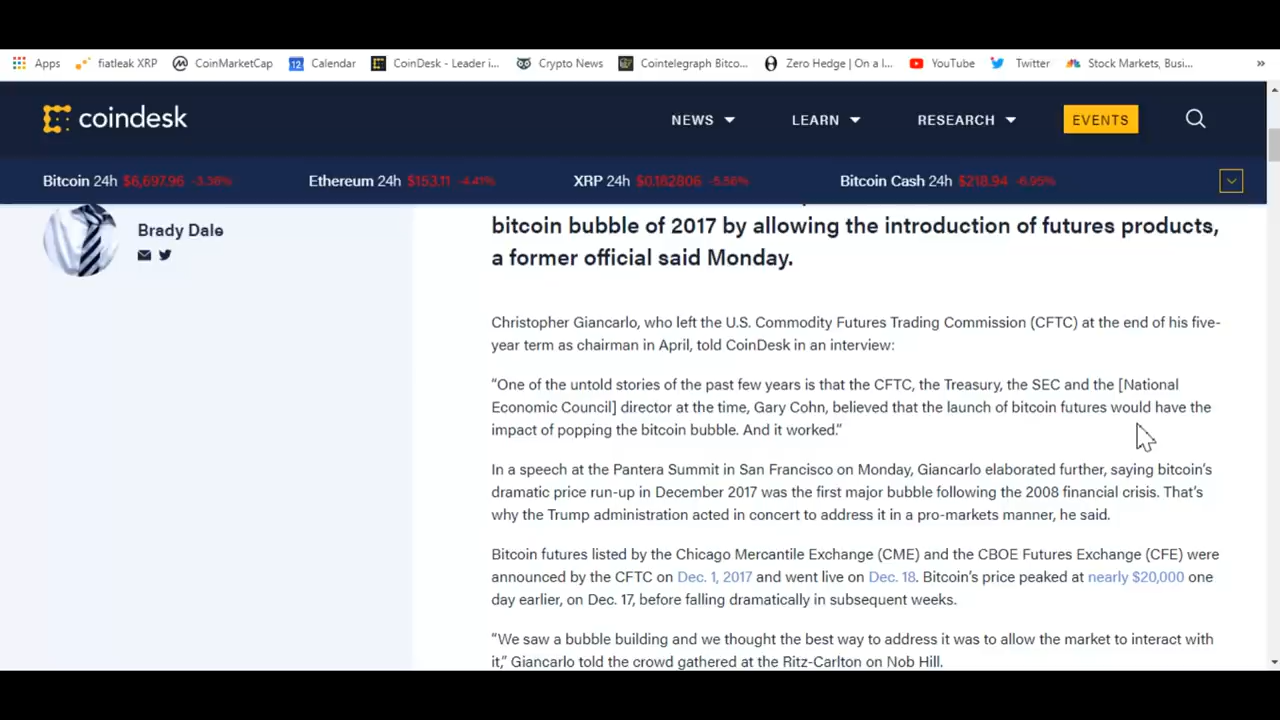 Apps fiatleak XRP CoinMarketCap Calendar CoinDesk - Leader i... Crypto News Cointelegraph Bitco... Zero Hedge | On a l... YouTube Twitter Stock Markets, Busi... »
coindesk NEWS LEARN RESEARCH EVENTS
Bitcoin 24h $6,697.96 -3.38% Ethereum 24h $153.11 -4.41% XRP 24h $0.182806 -5.56% Bitcoin Cash 24h $218.94 -6.95%
Brady Dale
bitcoin bubble of 2017 by allowing the introduction of futures products,
a former official said Monday.
Christopher Giancarlo, who left the U.S. Commodity Futures Trading Commission (CFTC) at the end of his five-
year term as chairman in April, told CoinDesk in an interview:
“One of the untold stories of the past few years is that the CFTC, the Treasury, the SEC and the [National
Economic Council] director at the time, Gary Cohn, believed that the launch of bitcoin futures would have the
impact of popping the bitcoin bubble. And it worked.”
In a speech at the Pantera Summit in San Francisco on Monday, Giancarlo elaborated further, saying bitcoin’s
dramatic price run-up in December 2017 was the first major bubble following the 2008 financial crisis. That’s
why the Trump administration acted in concert to address it in a pro-markets manner, he said.
Bitcoin futures listed by the Chicago Mercantile Exchange (CME) and the CBOE Futures Exchange (CFE) were
announced by the CFTC on Dec. 1, 2017 and went live on Dec. 18. Bitcoin’s price peaked at nearly $20,000 one
day earlier, on Dec. 17, before falling dramatically in subsequent weeks.
“We saw a bubble building and we thought the best way to address it was to allow the market to interact with
it,” Giancarlo told the crowd gathered at the Ritz-Carlton on Nob Hill.